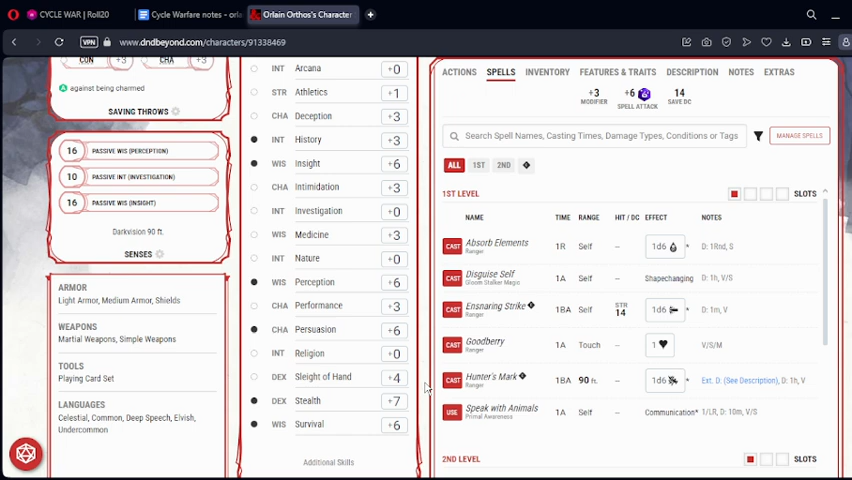 CYCLE WAR | Roll20
Cycle Warfare notes - orla
Orlain Orthos's Character
VPN
www.dndbeyond.com/characters/91338469
CON +3
CHA +3
against being charmed
SAVING THROWS
16 PASSIVE WIS (PERCEPTION)
10 PASSIVE INT (INVESTIGATION)
16 PASSIVE WIS (INSIGHT)
Darkvision 90 ft.
SENSES
ARMOR
Light Armor, Medium Armor, Shields
WEAPONS
Martial Weapons, Simple Weapons
TOOLS
Playing Card Set
LANGUAGES
Celestial, Common, Deep Speech, Elvish,
Undercommon
INT Arcana +0
STR Athletics +1
CHA Deception +3
INT History +3
WIS Insight +6
CHA Intimidation +3
INT Investigation +0
WIS Medicine +3
INT Nature +0
WIS Perception +6
CHA Performance +3
CHA Persuasion +6
INT Religion +0
DEX Sleight of Hand +4
DEX Stealth +7
WIS Survival +6
Additional Skills
ACTIONS SPELLS INVENTORY FEATURES & TRAITS DESCRIPTION NOTES EXTRAS
+3 +6 14
MODIFIER SPELL ATTACK SAVE DC
Search Spell Names, Casting Times, Damage Types, Conditions or Tags
MANAGE SPELLS
ALL 1ST 2ND
1ST LEVEL SLOTS
NAME TIME RANGE HIT / DC EFFECT NOTES
CAST Absorb Elements 1R Self -- 1d6 * D: 1Rnd, S
Ranger
CAST Disguise Self 1A Self -- Shapechanging D: 1h, V/S
Gloom Stalker Magic
CAST Ensnaring Strike 1BA Self STR 14 1d6 * D: 1m, V
Ranger
CAST Goodberry 1A Touch -- 1 V/S/M
Ranger
CAST Hunter's Mark 1BA 90 ft. -- 1d6 * Ext. D: (See Description), D: 1h, V
Ranger
USE Speak with Animals 1A Self -- Communication* 1/LR, D: 10m, V/S
Primal Awareness
2ND LEVEL SLOTS